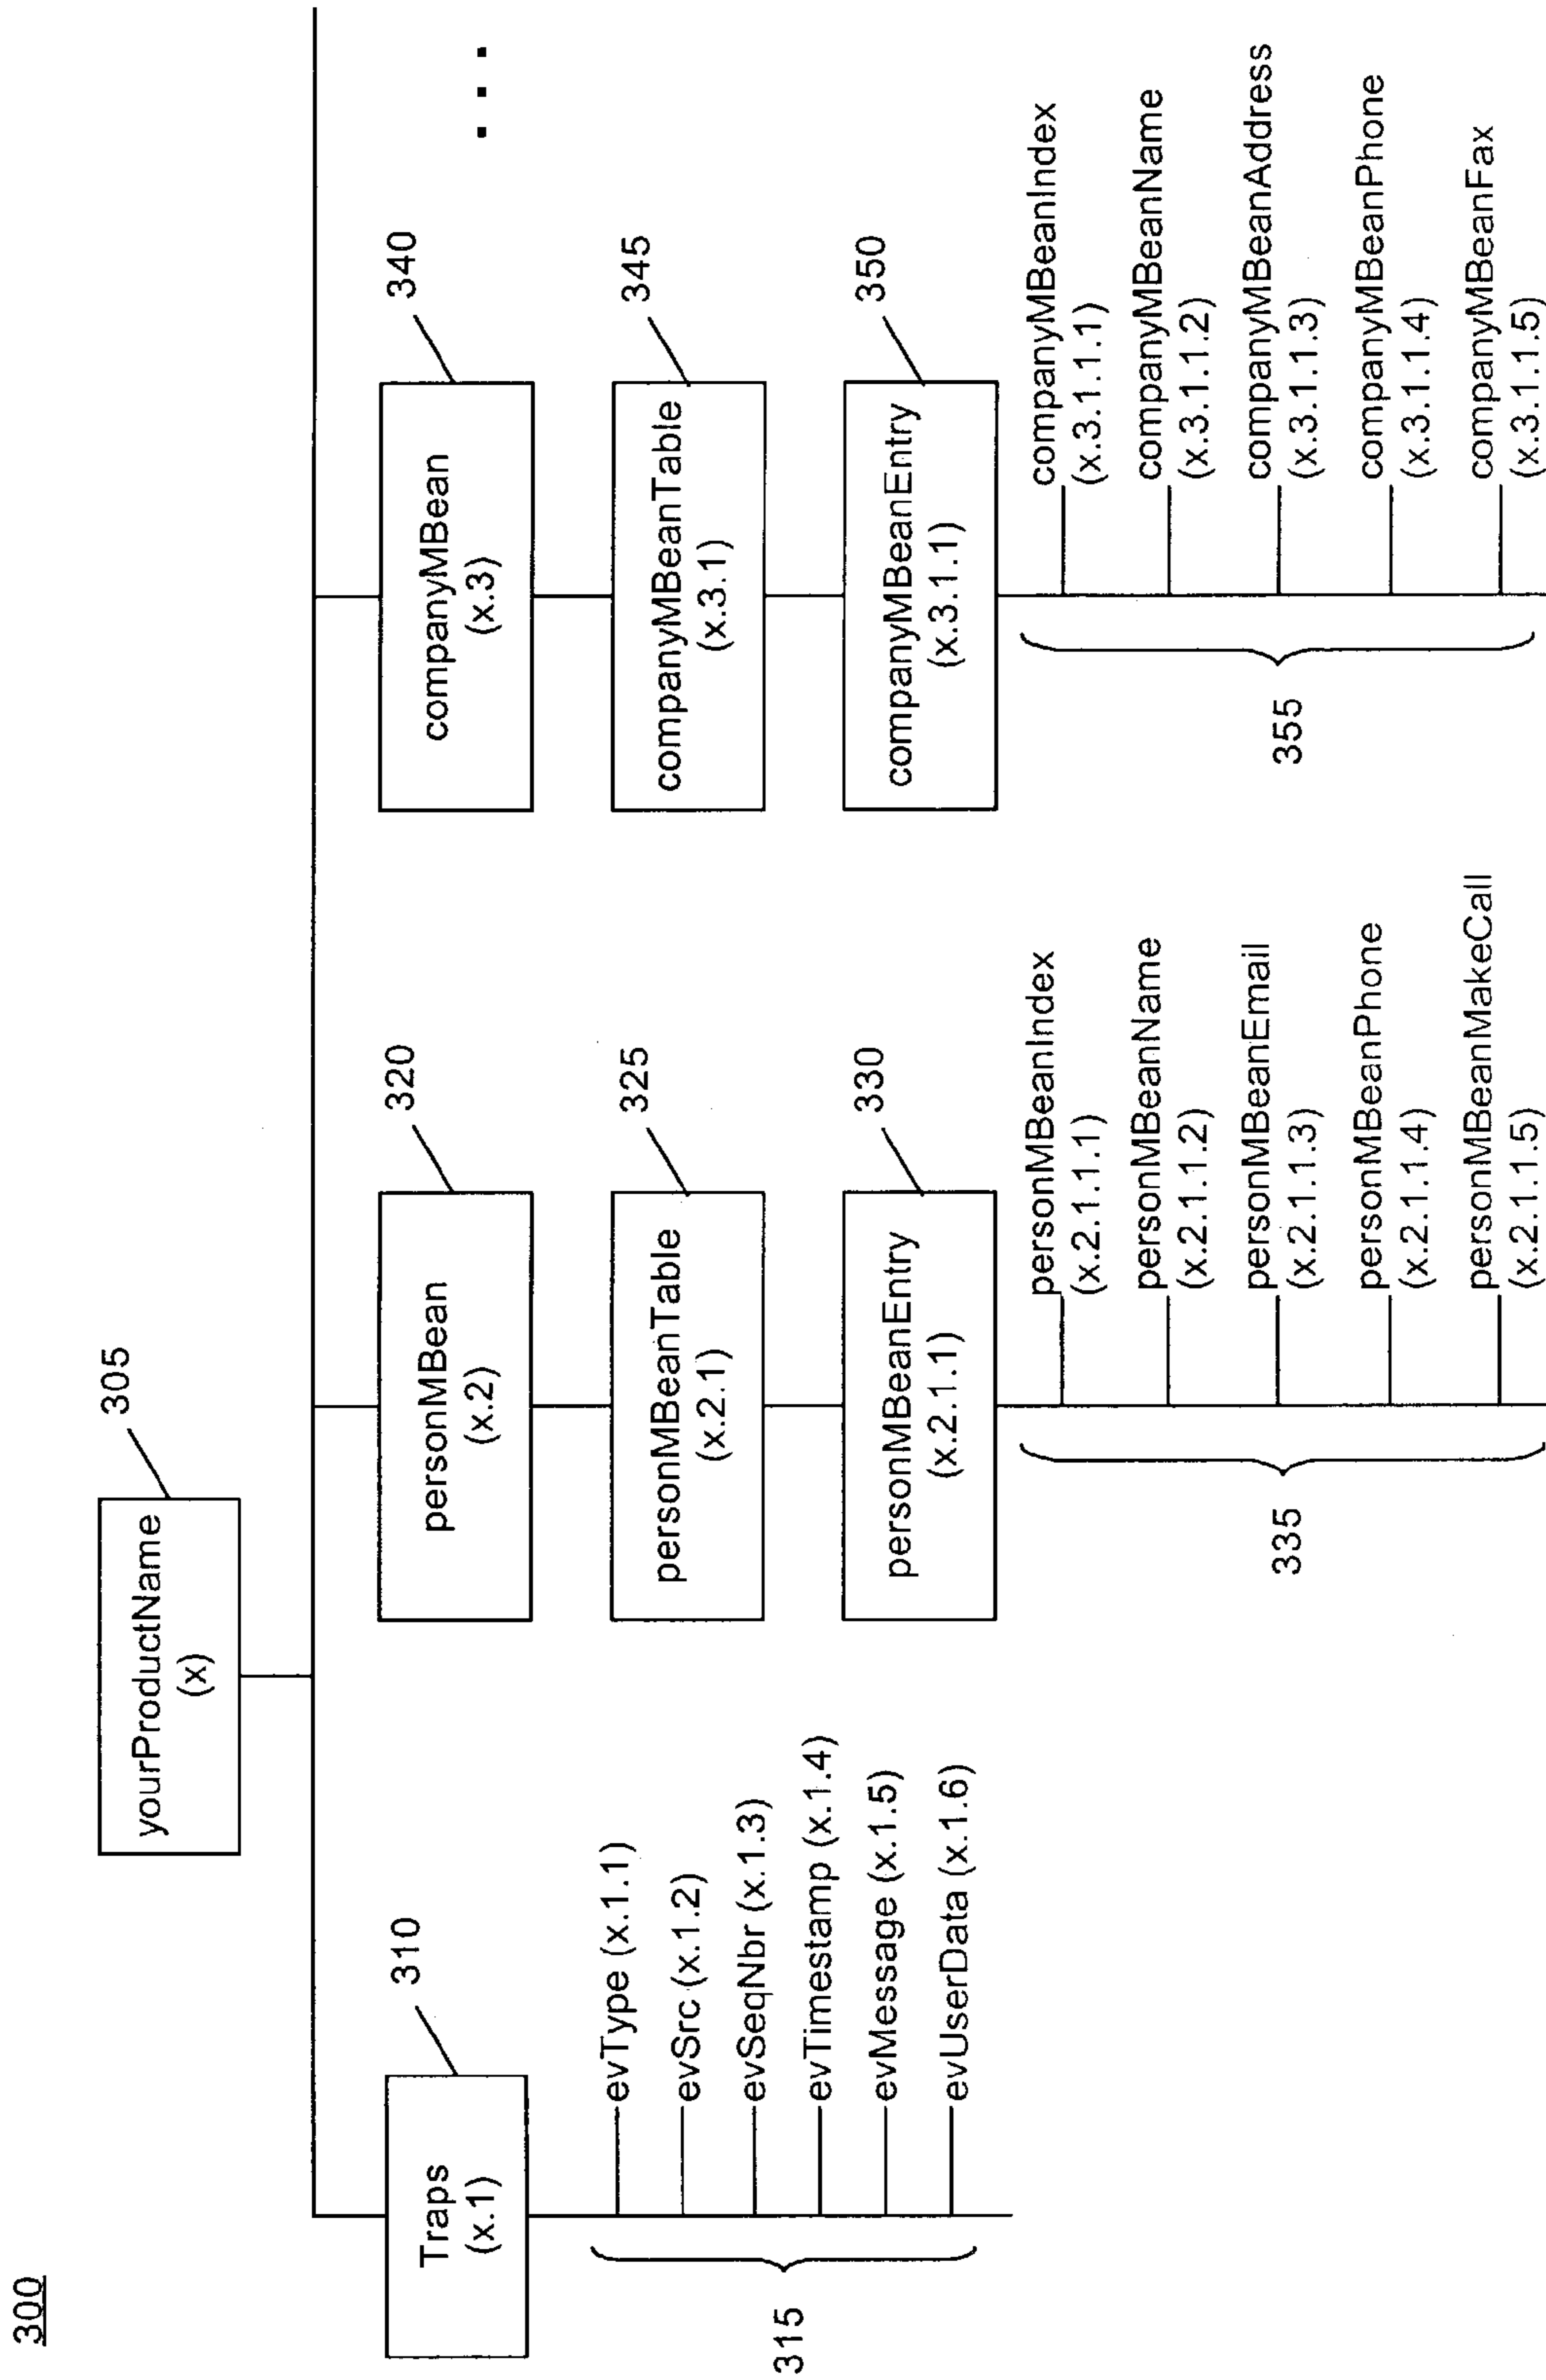 300
yourProductName
(x)
305
Traps
(x.1)
310
evType (x.1.1)
evSrc (x.1.2)
evSeqNbr (x.1.3)
evTimestamp (x.1.4)
evMessage (x.1.5)
evUserData (x.1.6)
315
personMBean
(x.2)
320
personMBeanTable
(x.2.1)
325
personMBeanEntry
(x.2.1.1)
330
personMBeanIndex
(x.2.1.1.1)
personMBeanName
(x.2.1.1.2)
personMBeanEmail
(x.2.1.1.3)
personMBeanPhone
(x.2.1.1.4)
personMBeanMakeCall
(x.2.1.1.5)
335
companyMBean
(x.3)
340
companyMBeanTable
(x.3.1)
345
companyMBeanEntry
(x.3.1.1)
350
companyMBeanIndex
(x.3.1.1.1)
companyMBeanName
(x.3.1.1.2)
companyMBeanAddress
(x.3.1.1.3)
companyMBeanPhone
(x.3.1.1.4)
companyMBeanFax
(x.3.1.1.5)
355
. . .